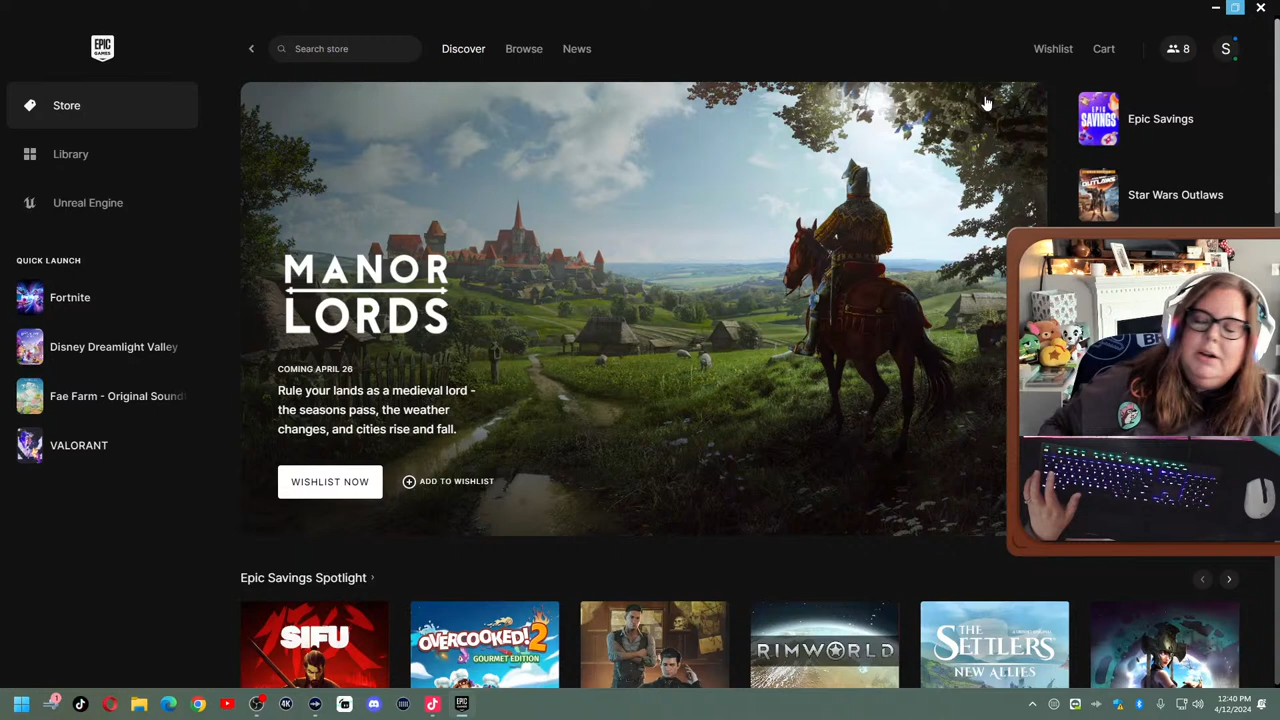 EPIC
GAMES
Search store
Discover
Browse
News
Wishlist
Cart
8
S
Store
Library
Unreal Engine
QUICK LAUNCH
Fortnite
Disney Dreamlight Valley
Fae Farm - Original Sound
VALORANT
MANOR
LORDS
COMING APRIL 26
Rule your lands as a medieval lord -
the seasons pass, the weather
changes, and cities rise and fall.
WISHLIST NOW
ADD TO WISHLIST
EPIC
SAVINGS
Epic Savings
OUTLAWS
Star Wars Outlaws
Epic Savings Spotlight
SIFU
OVERCOOKED! 2
GOURMET EDITION
RIMWORLD
THE
SETTLERS
NEW ALLIES
1
4K
12:40 PM
4/12/2024